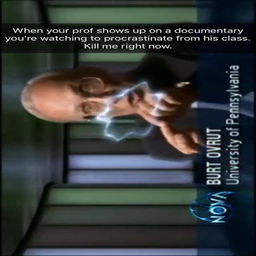 When your prof shows up on a documentary
you're watching to procrastinate from his class.
Kill me right now.
BURT OVRUT
University of Pennsylvania
NOVA